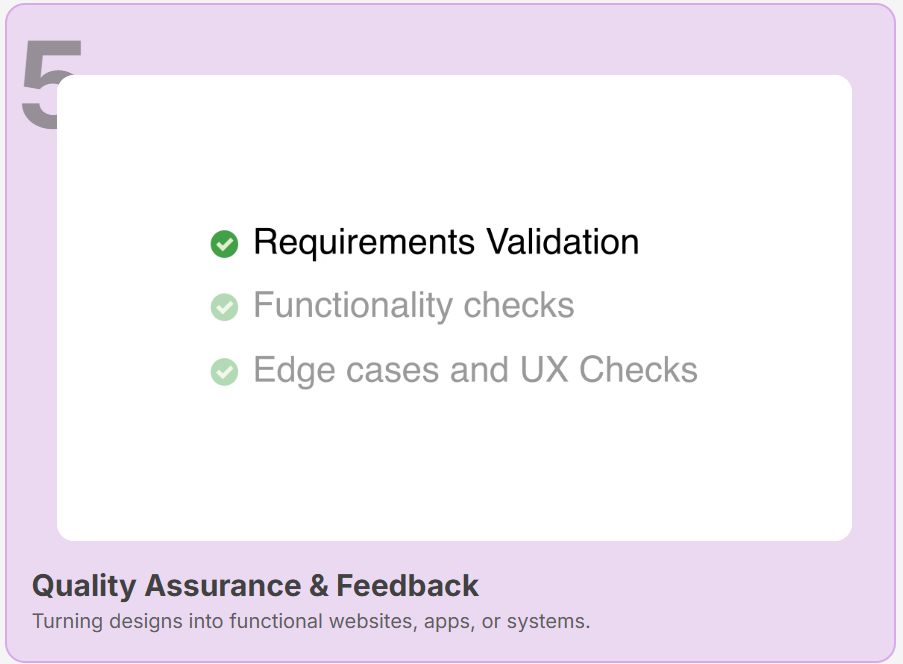 5
Requirements Validation
Functionality checks
Edge cases and UX Checks
Quality Assurance & Feedback
Turning designs into functional websites, apps, or systems.